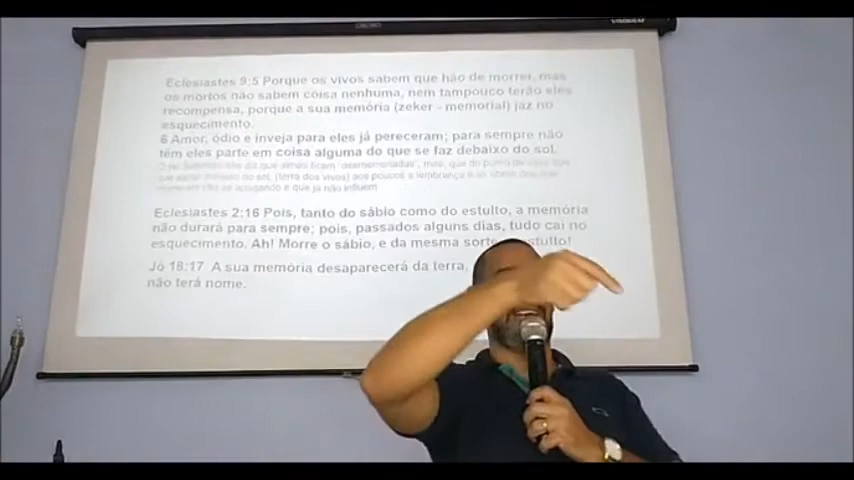 Eclesiastes 9:5 Porque os vivos sabem que hão de morrer, mas
os mortos não sabem coisa nenhuma, nem tampouco terão eles
recompensa, porque a sua memória (zeker - memorial) jaz no
esquecimento.
6 Amor, ódio e inveja para eles já pereceram; para sempre não
têm eles parte em coisa alguma do que se faz debaixo do sol.
Eclesiastes 2:16 Pois, tanto do sábio como do estulto, a memória
não durará para sempre; pois, passados alguns dias, tudo cai no
esquecimento. Ah! Morre o sábio, e da mesma sorte, o estulto!
Jó 18:17 A sua memória desaparecerá da terra,
não terá nome.